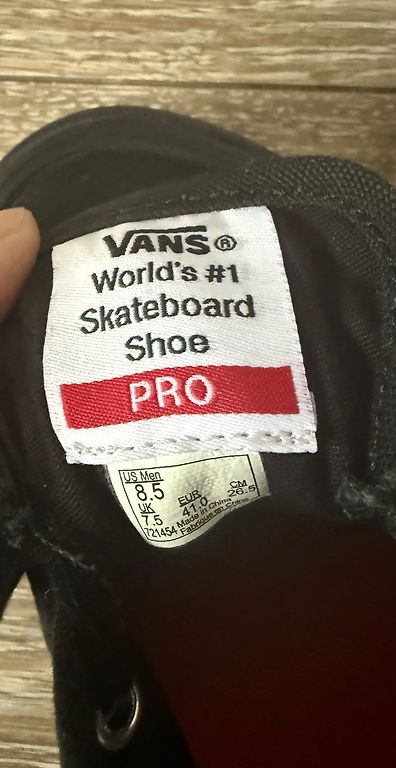 VANS®
World's #1
Skateboard
Shoe
PRO
US Men
8.5
UK
7.5
EUR
41.0
CM
26.5
721454 Made in China
Fabriqué en Chine